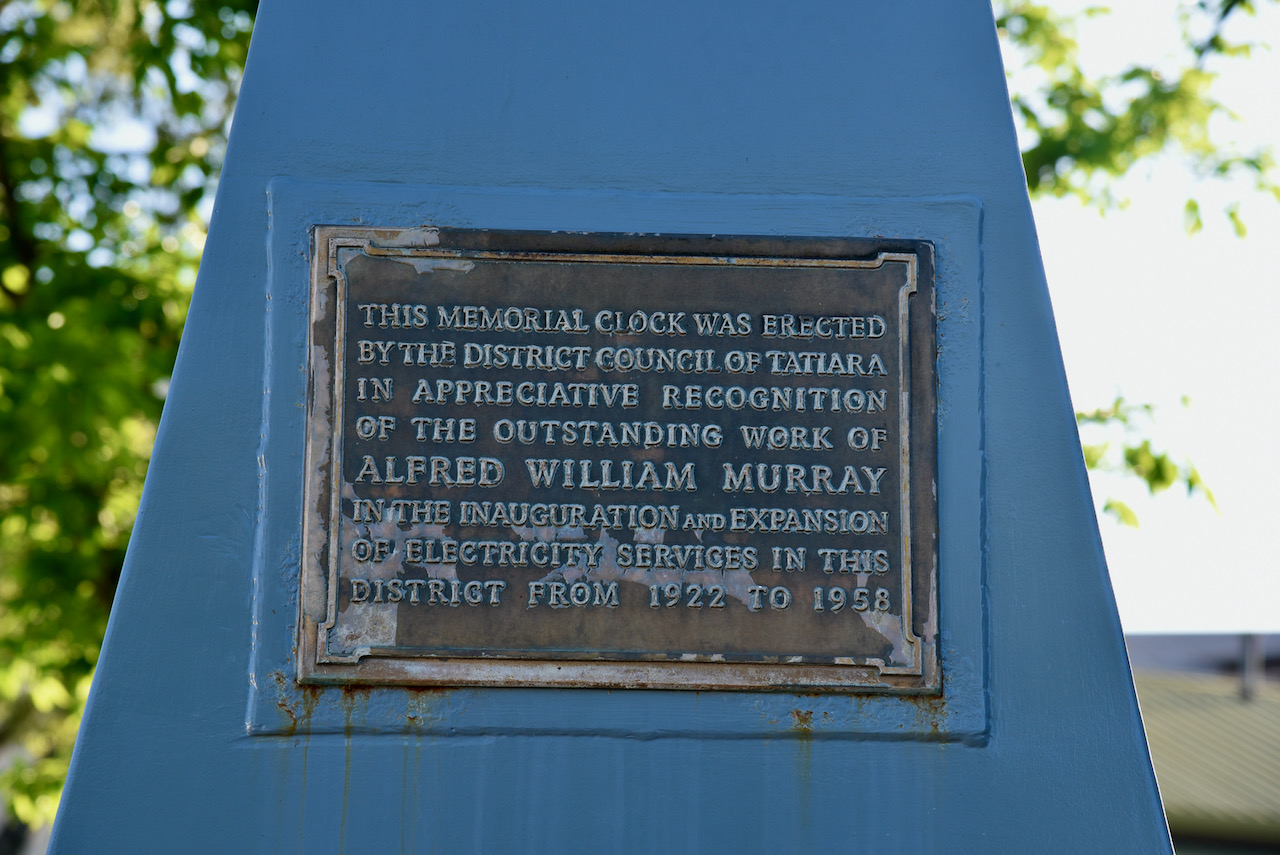 THIS MEMORIAL CLOCK WAS ERECTED
BY THE DISTRICT COUNCIL OF TATIARA
IN APPRECIATIVE RECOGNITION
OF THE OUTSTANDING WORK OF
ALFRED WILLIAM MURRAY
IN THE INAUGURATION AND EXPANSION
OF ELECTRICITY SERVICES IN THIS
DISTRICT FROM 1922 TO 1958